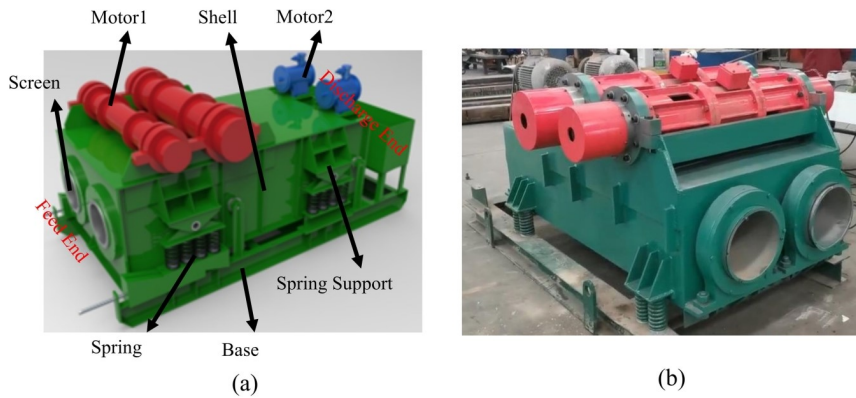 Motor1
Shell
Motor2
Screen
Discharge End
Feed End
Spring Support
Spring
Base
(a)
(b)